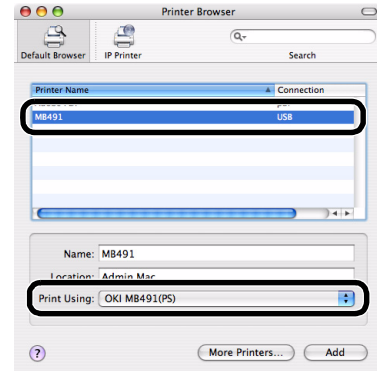 Printer Browser
Default Browser
IP Printer
Search
Printer Name
Connection
MB491
USB
Name: MB491
Location: Admin Mac
Print Using: OKI MB491(PS)
?
More Printers...
Add